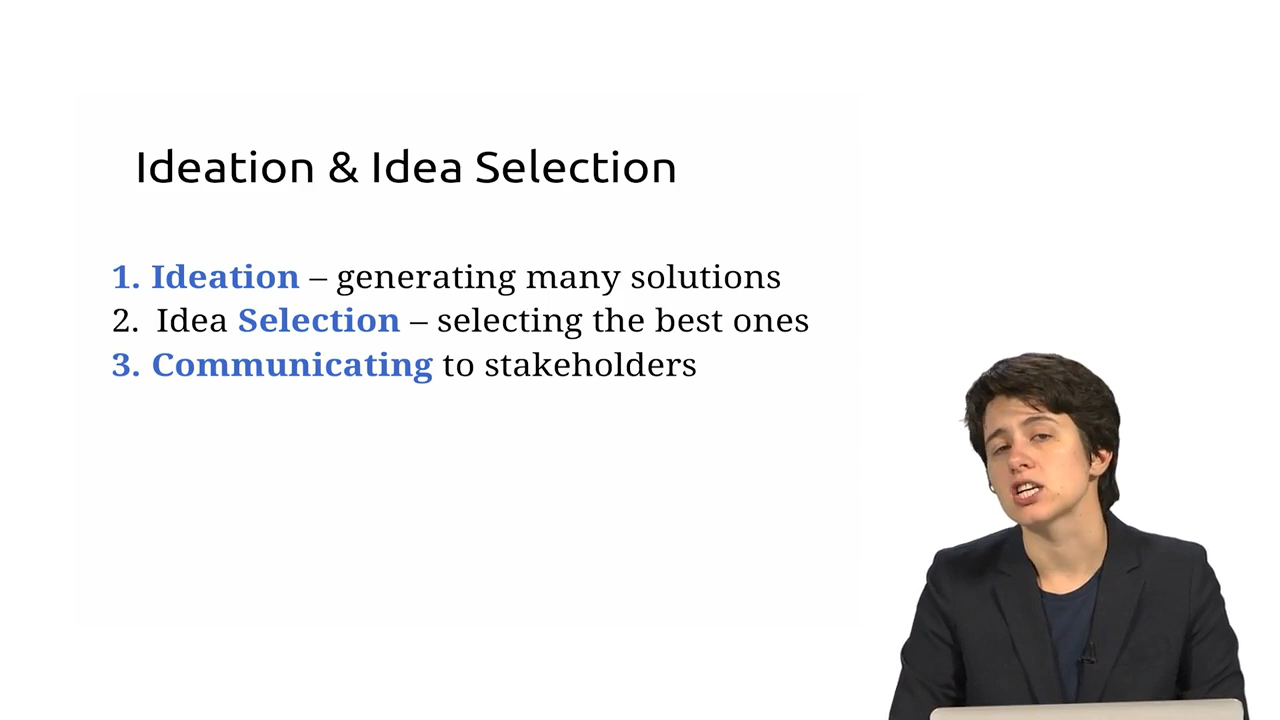 Ideation & Idea Selection
1. Ideation – generating many solutions
2. Idea Selection – selecting the best ones
3. Communicating to stakeholders